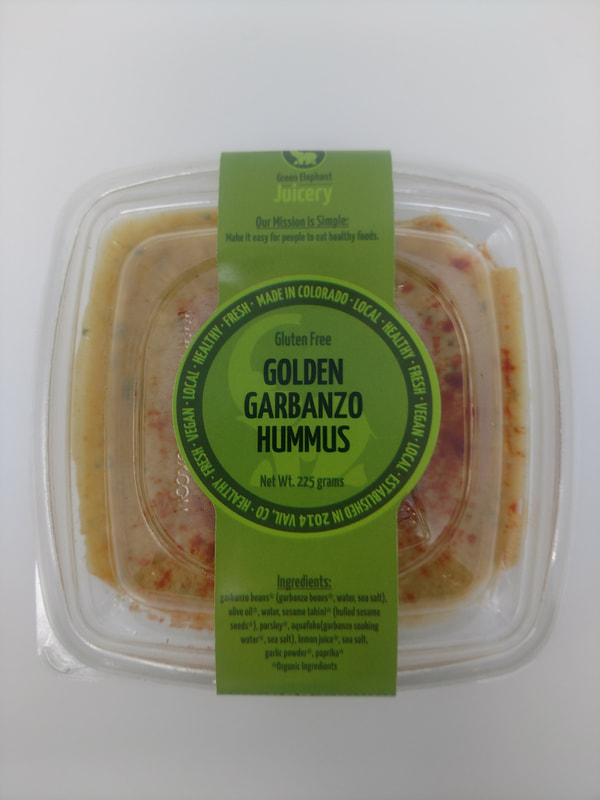 Green Elephant
Juicery
Our Mission Is Simple:
Make it easy for people to eat healthy foods.
MADE IN COLORADO · LOCAL · HEALTHY · FRESH · VEGAN · LOCAL · ESTABLISHED IN 2014 VAIL, CO · HEALTHY · FRESH · VEGAN · LOCAL · HEALTHY · FRESH ·
Gluten Free
GOLDEN
GARBANZO
HUMMUS
Net Wt. 225 grams
Ingredients:
garbanzo beans* (garbanzo beans*, water, sea salt),
olive oil*, water, sesame tahini* (hulled sesame
seeds*), parsley*, aquafaba(garbanzo cooking
water*, sea salt), lemon juice*, sea salt,
garlic powder*, paprika*
*Organic Ingredients